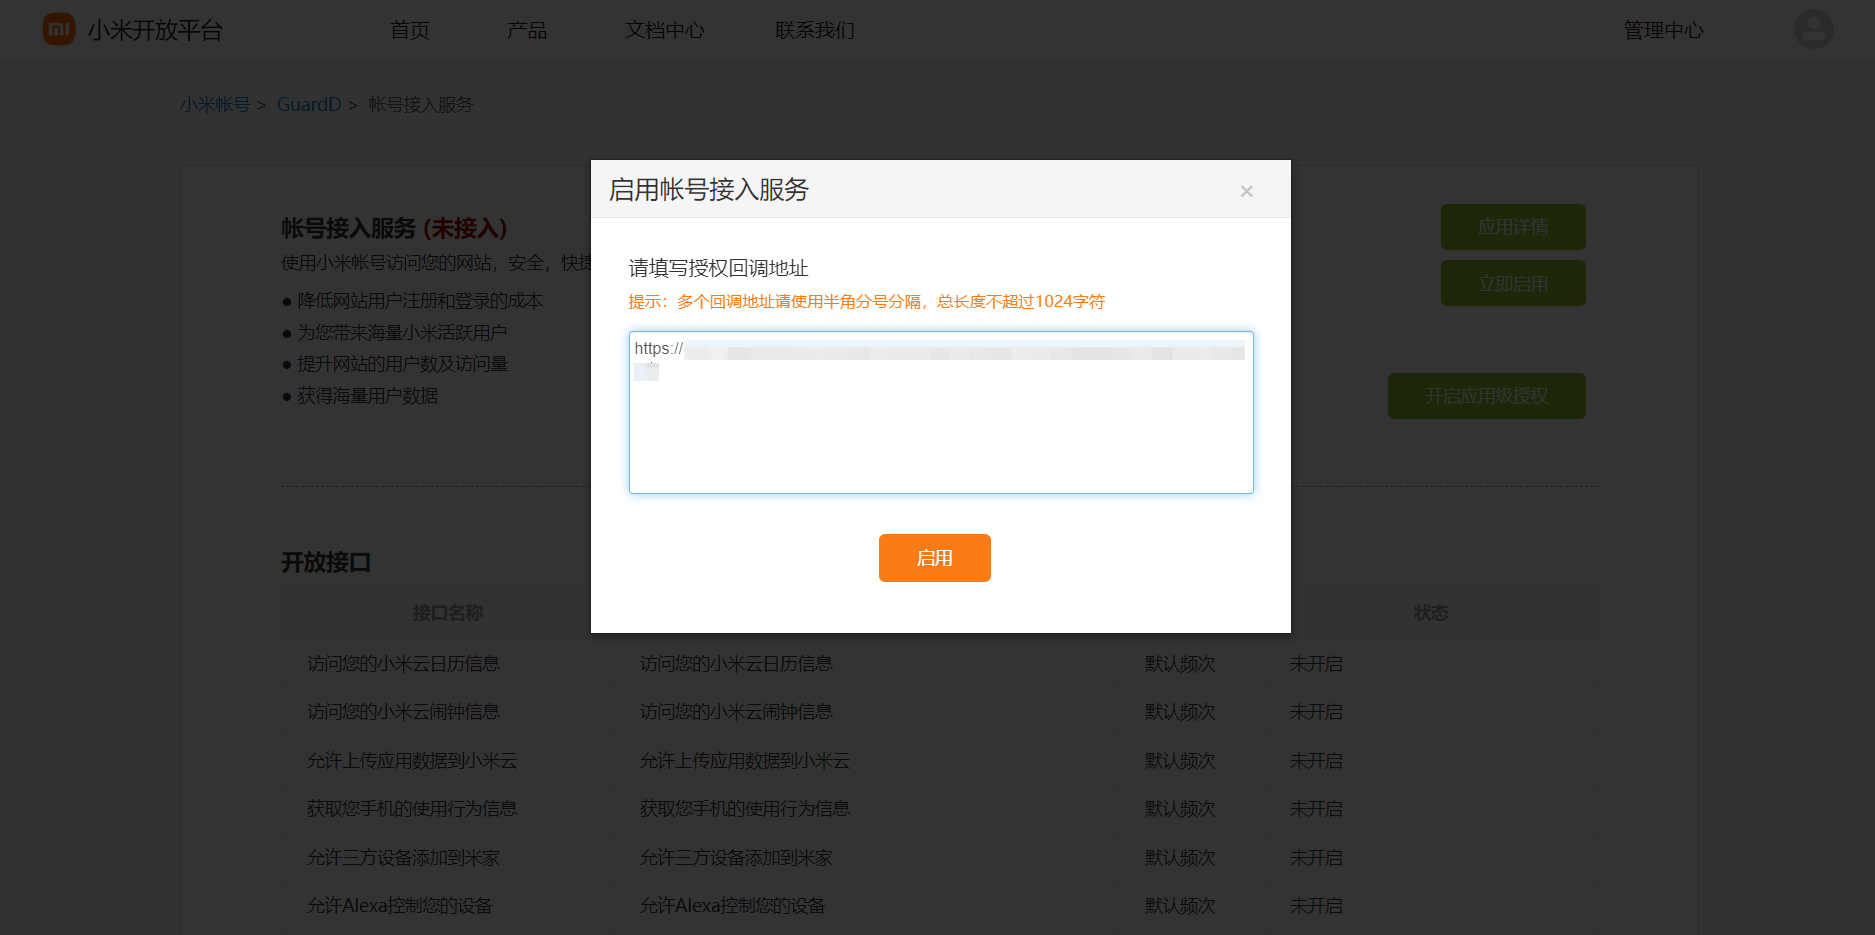 小米开放平台
首页
产品
文档中心
联系我们
管理中心
小米帐号 > GuardD > 帐号接入服务
启用帐号接入服务
×
请填写授权回调地址
提示：多个回调地址请使用半角分号分隔，总长度不超过1024字符
https://
启用
帐号接入服务 (未接入)
使用小米帐号访问您的网站，安全，快捷
● 降低网站用户注册和登录的成本
● 为您带来海量小米活跃用户
● 提升网站的用户数及访问量
● 获得海量用户数据
应用详情
立即启用
开启应用级授权
开放接口
接口名称 状态
访问您的小米云日历信息 访问您的小米云日历信息 默认频次 未开启
访问您的小米云闹钟信息 访问您的小米云闹钟信息 默认频次 未开启
允许上传应用数据到小米云 允许上传应用数据到小米云 默认频次 未开启
获取您手机的使用行为信息 获取您手机的使用行为信息 默认频次 未开启
允许三方设备添加到米家 允许三方设备添加到米家 默认频次 未开启
允许Alexa控制您的设备 允许Alexa控制您的设备 默认频次 未开启